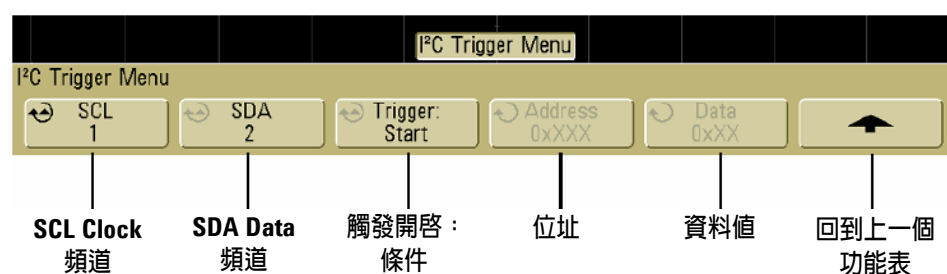 I²C Trigger Menu
I²C Trigger Menu
SCL
1
SDA
2
Trigger:
Start
Address
0xXXX
Data
0xXX
SCL Clock
頻道
SDA Data
頻道
觸發開啓：
條件
位址
資料值
回到上一個
功能表